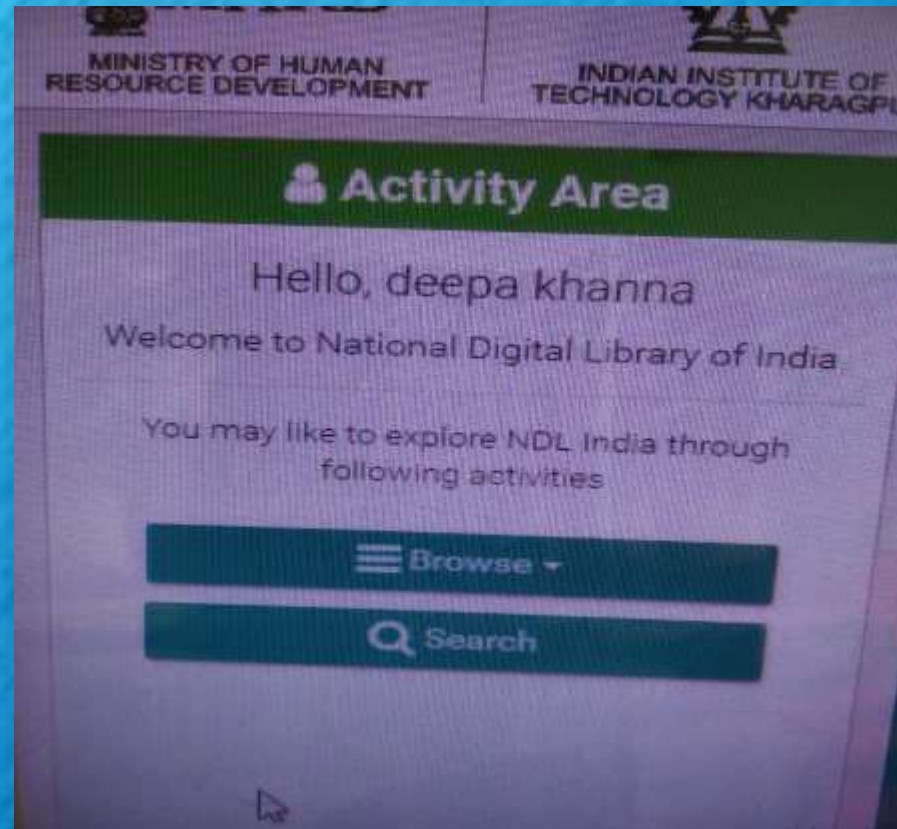 MINISTRY OF HUMAN
RESOURCE DEVELOPMENT
INDIAN INSTITUTE OF
TECHNOLOGY
Activity Area
Hello, deepa khanna
Welcome to National Digital Library of India
You may like to explore NDL India through
following activities
Browse
Search